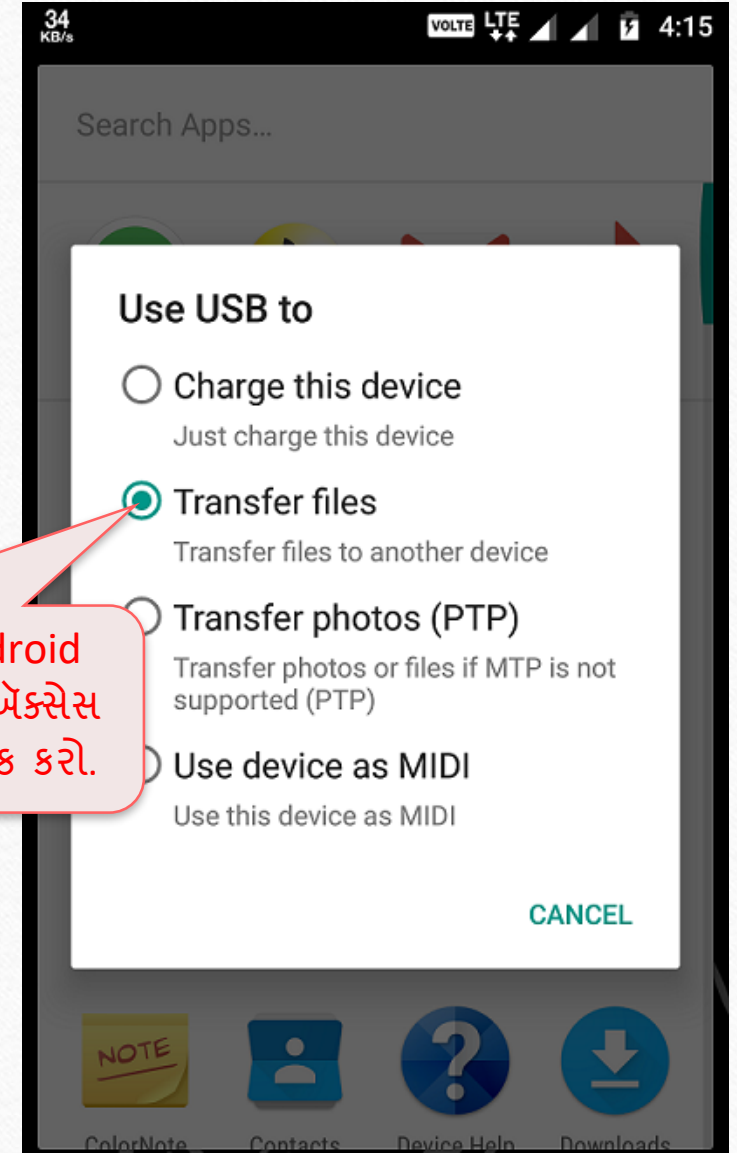 34
KB/s
VOLTE LTE 4:15
Search Apps...
Use USB to
Charge this device
Just charge this device
Transfer files
Transfer files to another device
Transfer photos (PTP)
Transfer photos or files if MTP is not
supported (PTP)
Use device as MIDI
Use this device as MIDI
CANCEL
ઍક્સેસ
કરો.
NOTE
ColorNote Contacts Device Help Downloads